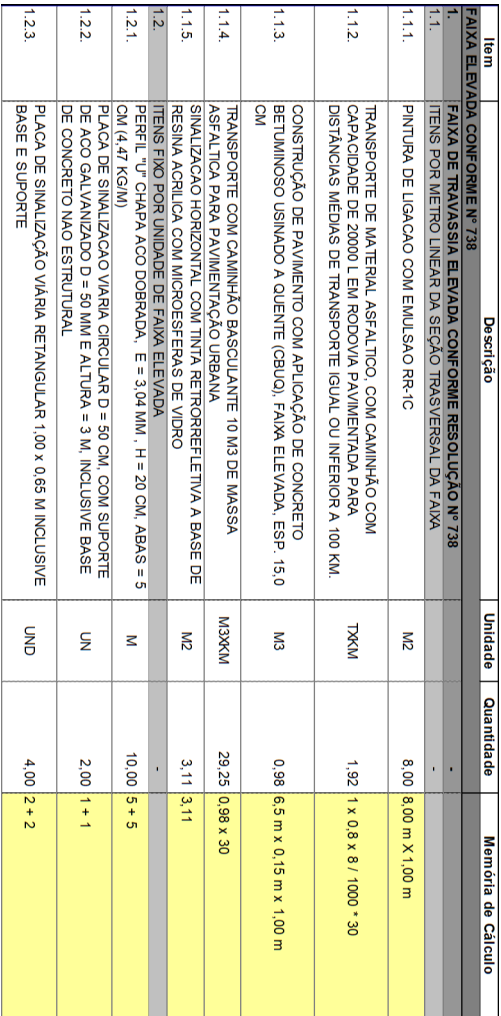 Item Descrição Unidade Quantidade Memória de Cálculo
FAIXA ELEVADA CONFORME Nº 738
1. FAIXA DE TRAVASSIA ELEVADA CONFORME RESOLUÇÃO Nº 738 -
1.1. ITENS POR METRO LINEAR DA SEÇÃO TRASVERSAL DA FAIXA -
1.1.1. PINTURA DE LIGACAO COM EMULSAO RR-1C M2 8,00 8,00 m X 1,00 m
1.1.2. TRANSPORTE DE MATERIAL ASFALTICO, COM CAMINHÃO COM
CAPACIDADE DE 20000 L EM RODOVIA PAVIMENTADA PARA
DISTÂNCIAS MÉDIAS DE TRANSPORTE IGUAL OU INFERIOR A 100 KM. TXKM 1,92 1 x 0,8 x 8 / 1000 * 30
1.1.3. CONSTRUÇÃO DE PAVIMENTO COM APLICAÇÃO DE CONCRETO
BETUMINOSO USINADO A QUENTE (CBUQ), FAIXA ELEVADA, ESP. 15,0
CM M3 0,98 6,5 m x 0,15 m x 1,00 m
1.1.4. TRANSPORTE COM CAMINHÃO BASCULANTE 10 M3 DE MASSA
ASFALTICA PARA PAVIMENTAÇÃO URBANA M3XKM 29,25 0,98 x 30
1.1.5. SINALIZACAO HORIZONTAL COM TINTA RETRORREFLETIVA A BASE DE
RESINA ACRILICA COM MICROESFERAS DE VIDRO M2 3,11 3,11
1.2. ITENS FIXO POR UNIDADE DE FAIXA ELEVADA -
1.2.1. PERFIL "U" CHAPA ACO DOBRADA, E = 3,04 MM , H = 20 CM, ABAS = 5
CM (4,47 KG/M) M 10,00 5 + 5
1.2.2. PLACA DE SINALIZACAO VIARIA CIRCULAR D = 50 CM, COM SUPORTE
DE ACO GALVANIZADO D = 50 MM E ALTURA = 3 M, INCLUSIVE BASE
DE CONCRETO NAO ESTRUTURAL UN 2,00 1 + 1
1.2.3. PLACA DE SINALIZAÇÃO VIÁRIA RETANGULAR 1,00 x 0,65 M INCLUSIVE
BASE E SUPORTE UND 4,00 2 + 2